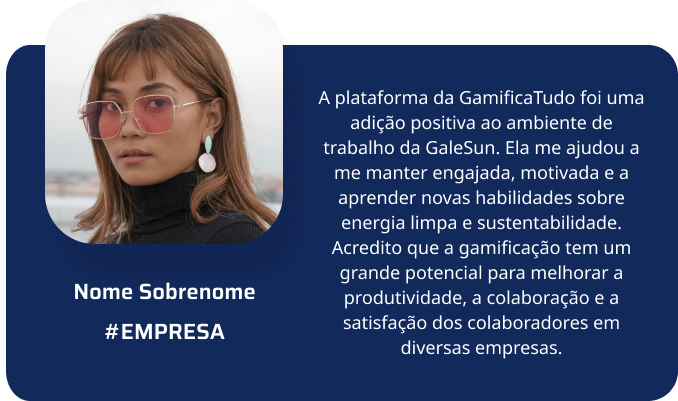 A plataforma da GamificaTudo foi uma
adição positiva ao ambiente de
trabalho da GaleSun. Ela me ajudou a
me manter engajada, motivada e a
aprender novas habilidades sobre
energia limpa e sustentabilidade.
Acredito que a gamificação tem um
grande potencial para melhorar a
produtividade, a colaboração e a
satisfação dos colaboradores em
diversas empresas.
Nome Sobrenome
#EMPRESA